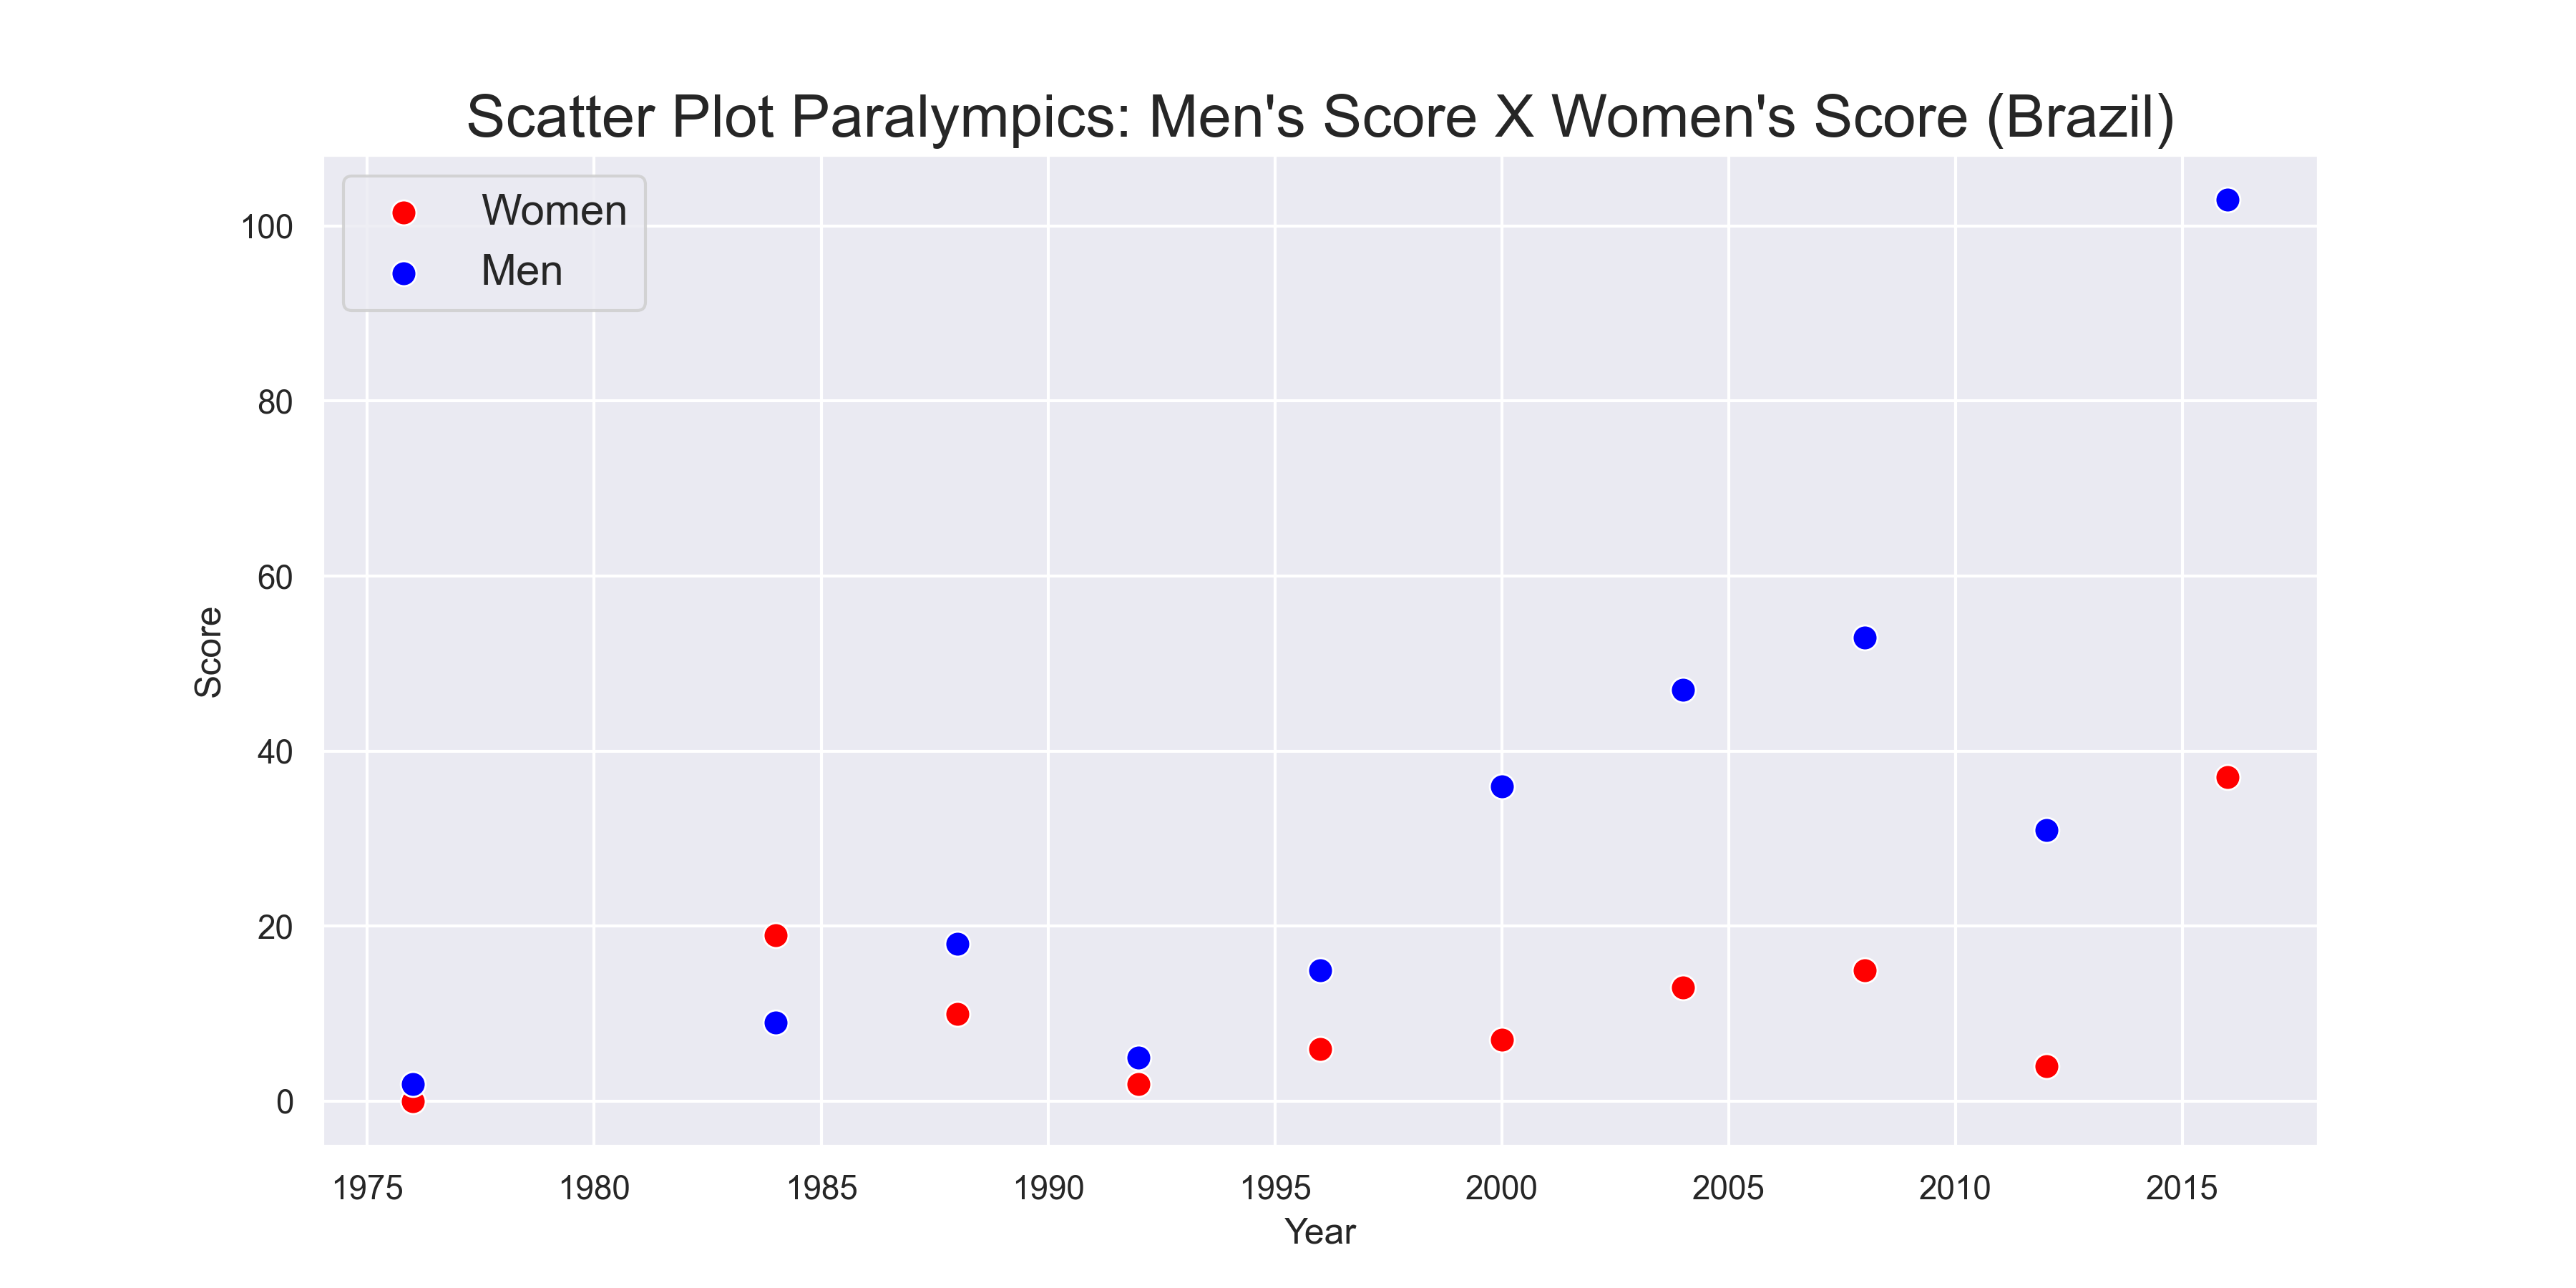 Scatter Plot Paralympics: Men's Score X Women's Score (Brazil)
Women
Men
100
80
60
40
20
0
Score
1975 1980 1985 1990 1995 2000 2005 2010 2015
Year